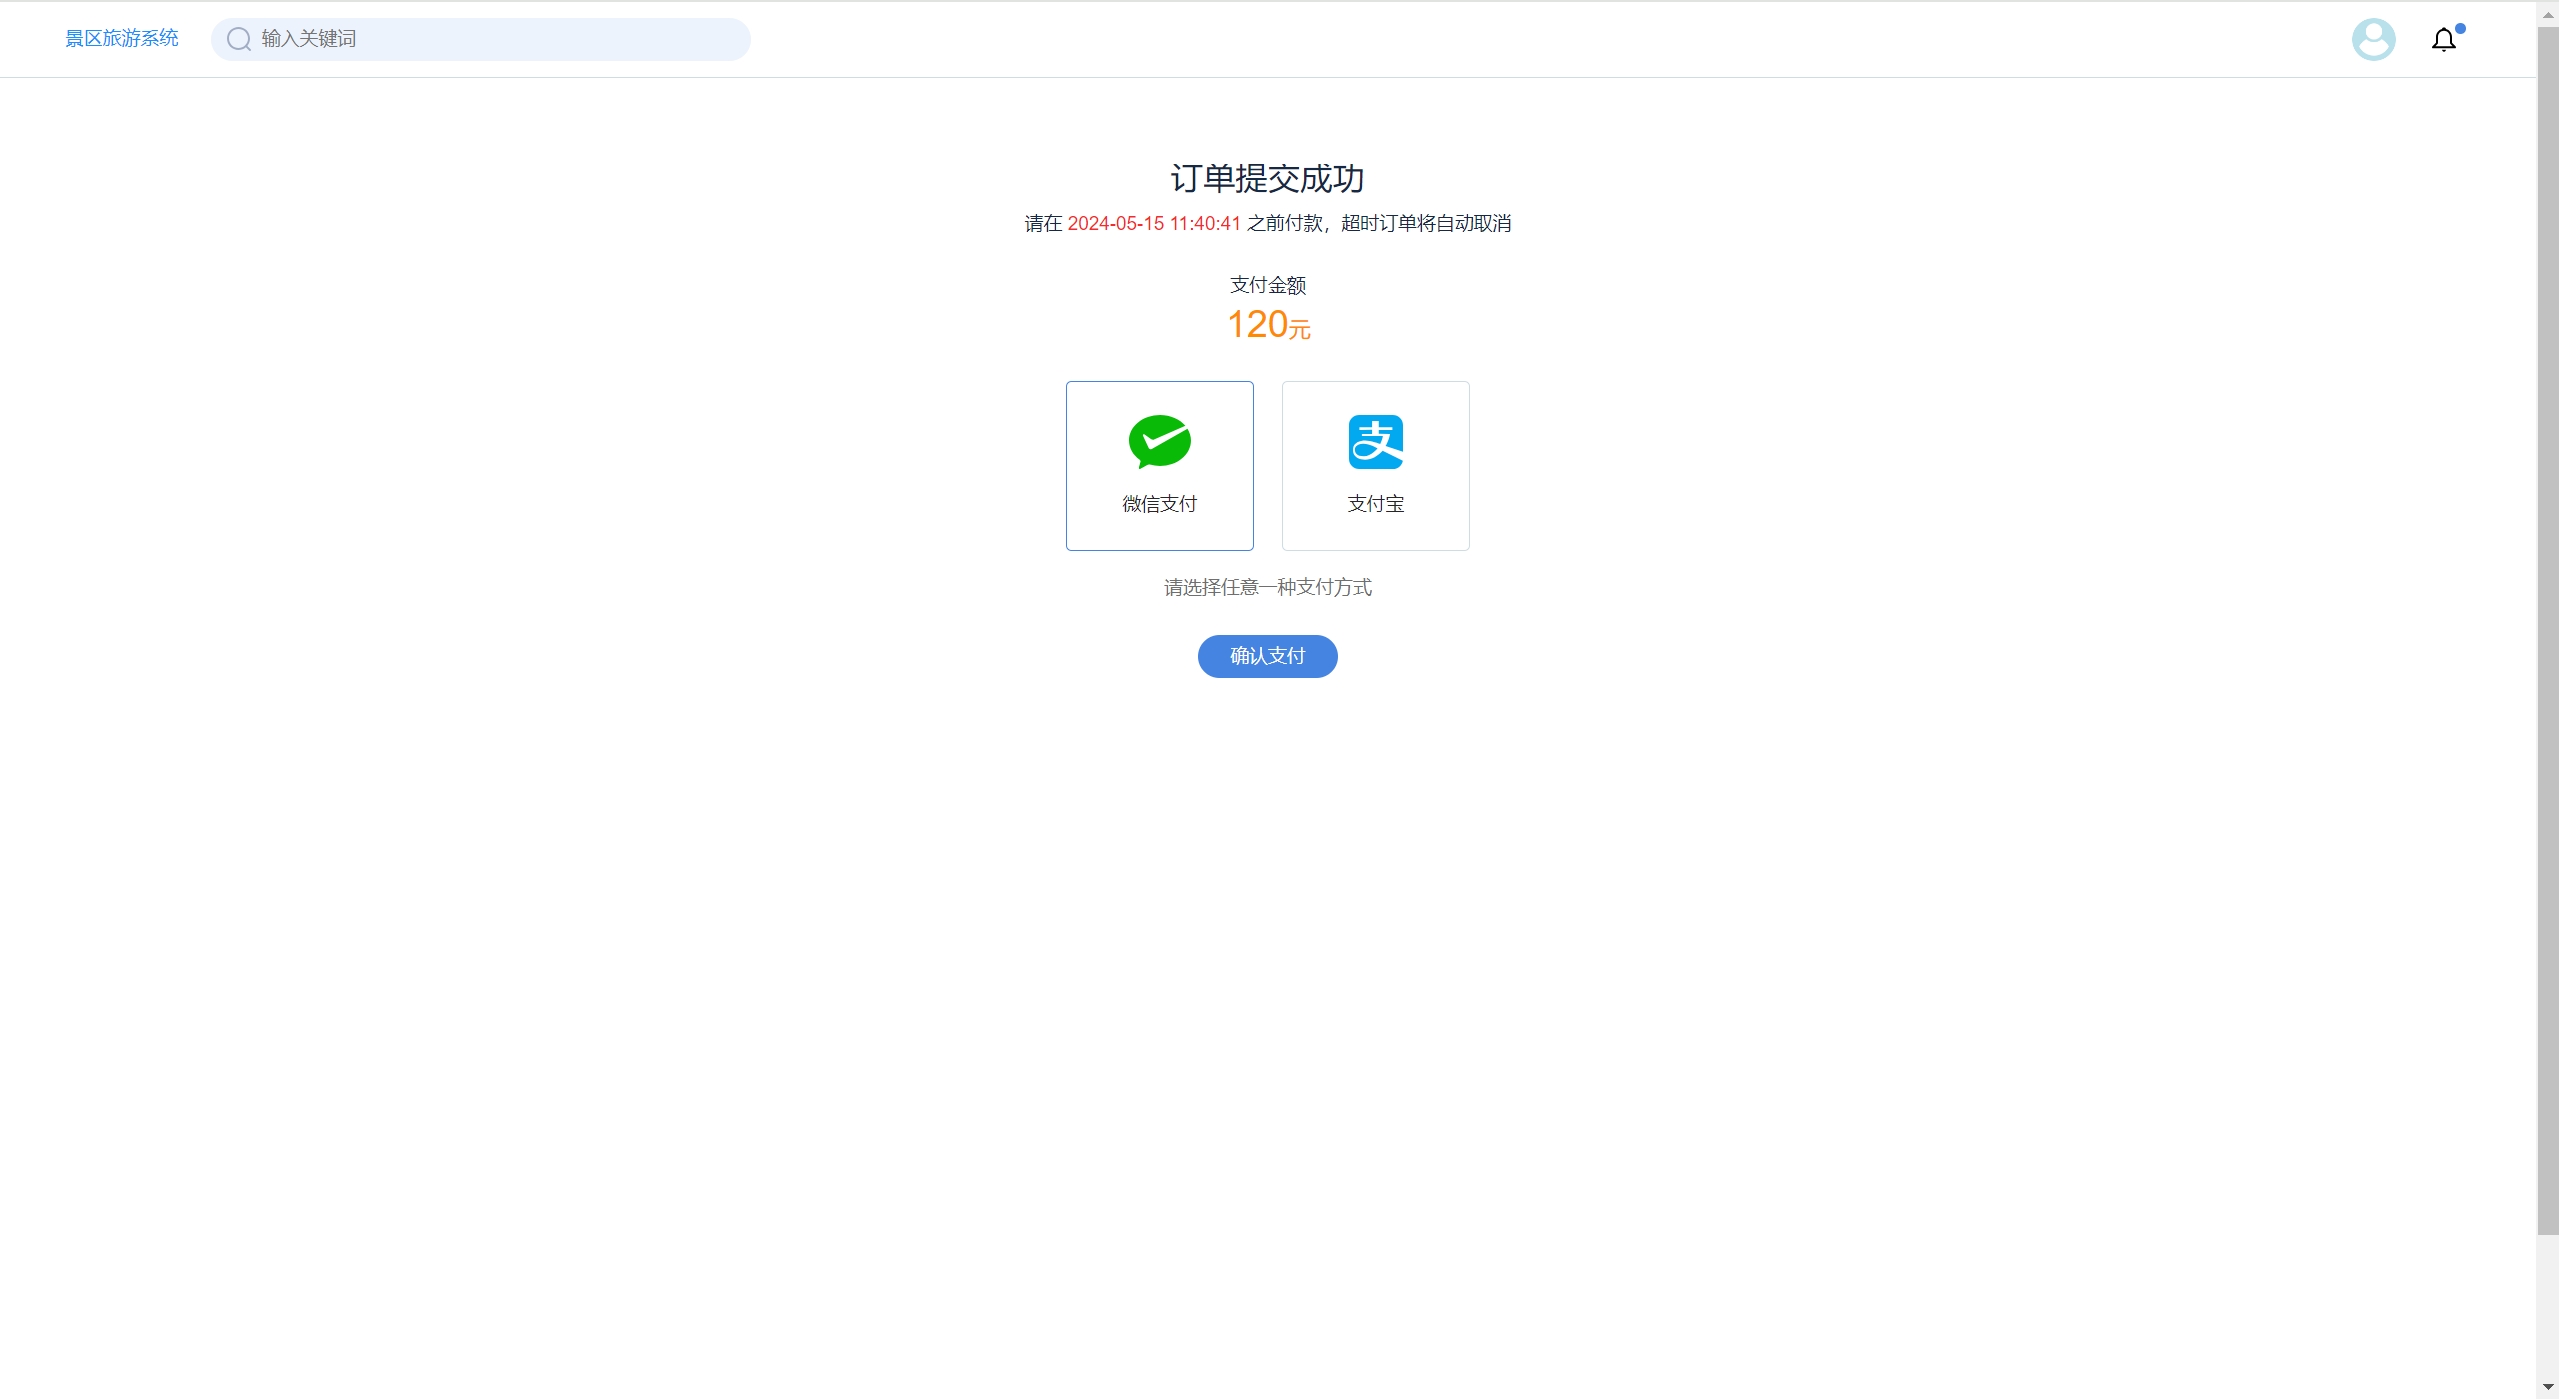 景区旅游系统
输入关键词
订单提交成功
请在 2024-05-15 11:40:41 之前付款，超时订单将自动取消
支付金额
120元
支
微信支付
支付宝
请选择任意一种支付方式
确认支付